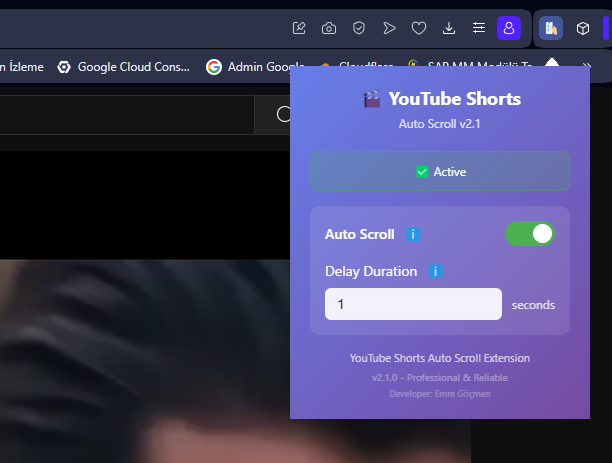 n İzleme Google Cloud Cons... Admin Google Cloudflare SAP MM Modülü Te
YouTube Shorts
Auto Scroll v2.1
Active
Auto Scroll
Delay Duration
1 seconds
YouTube Shorts Auto Scroll Extension
v2.1.0 - Professional & Reliable
Developer: Emre Göçmen